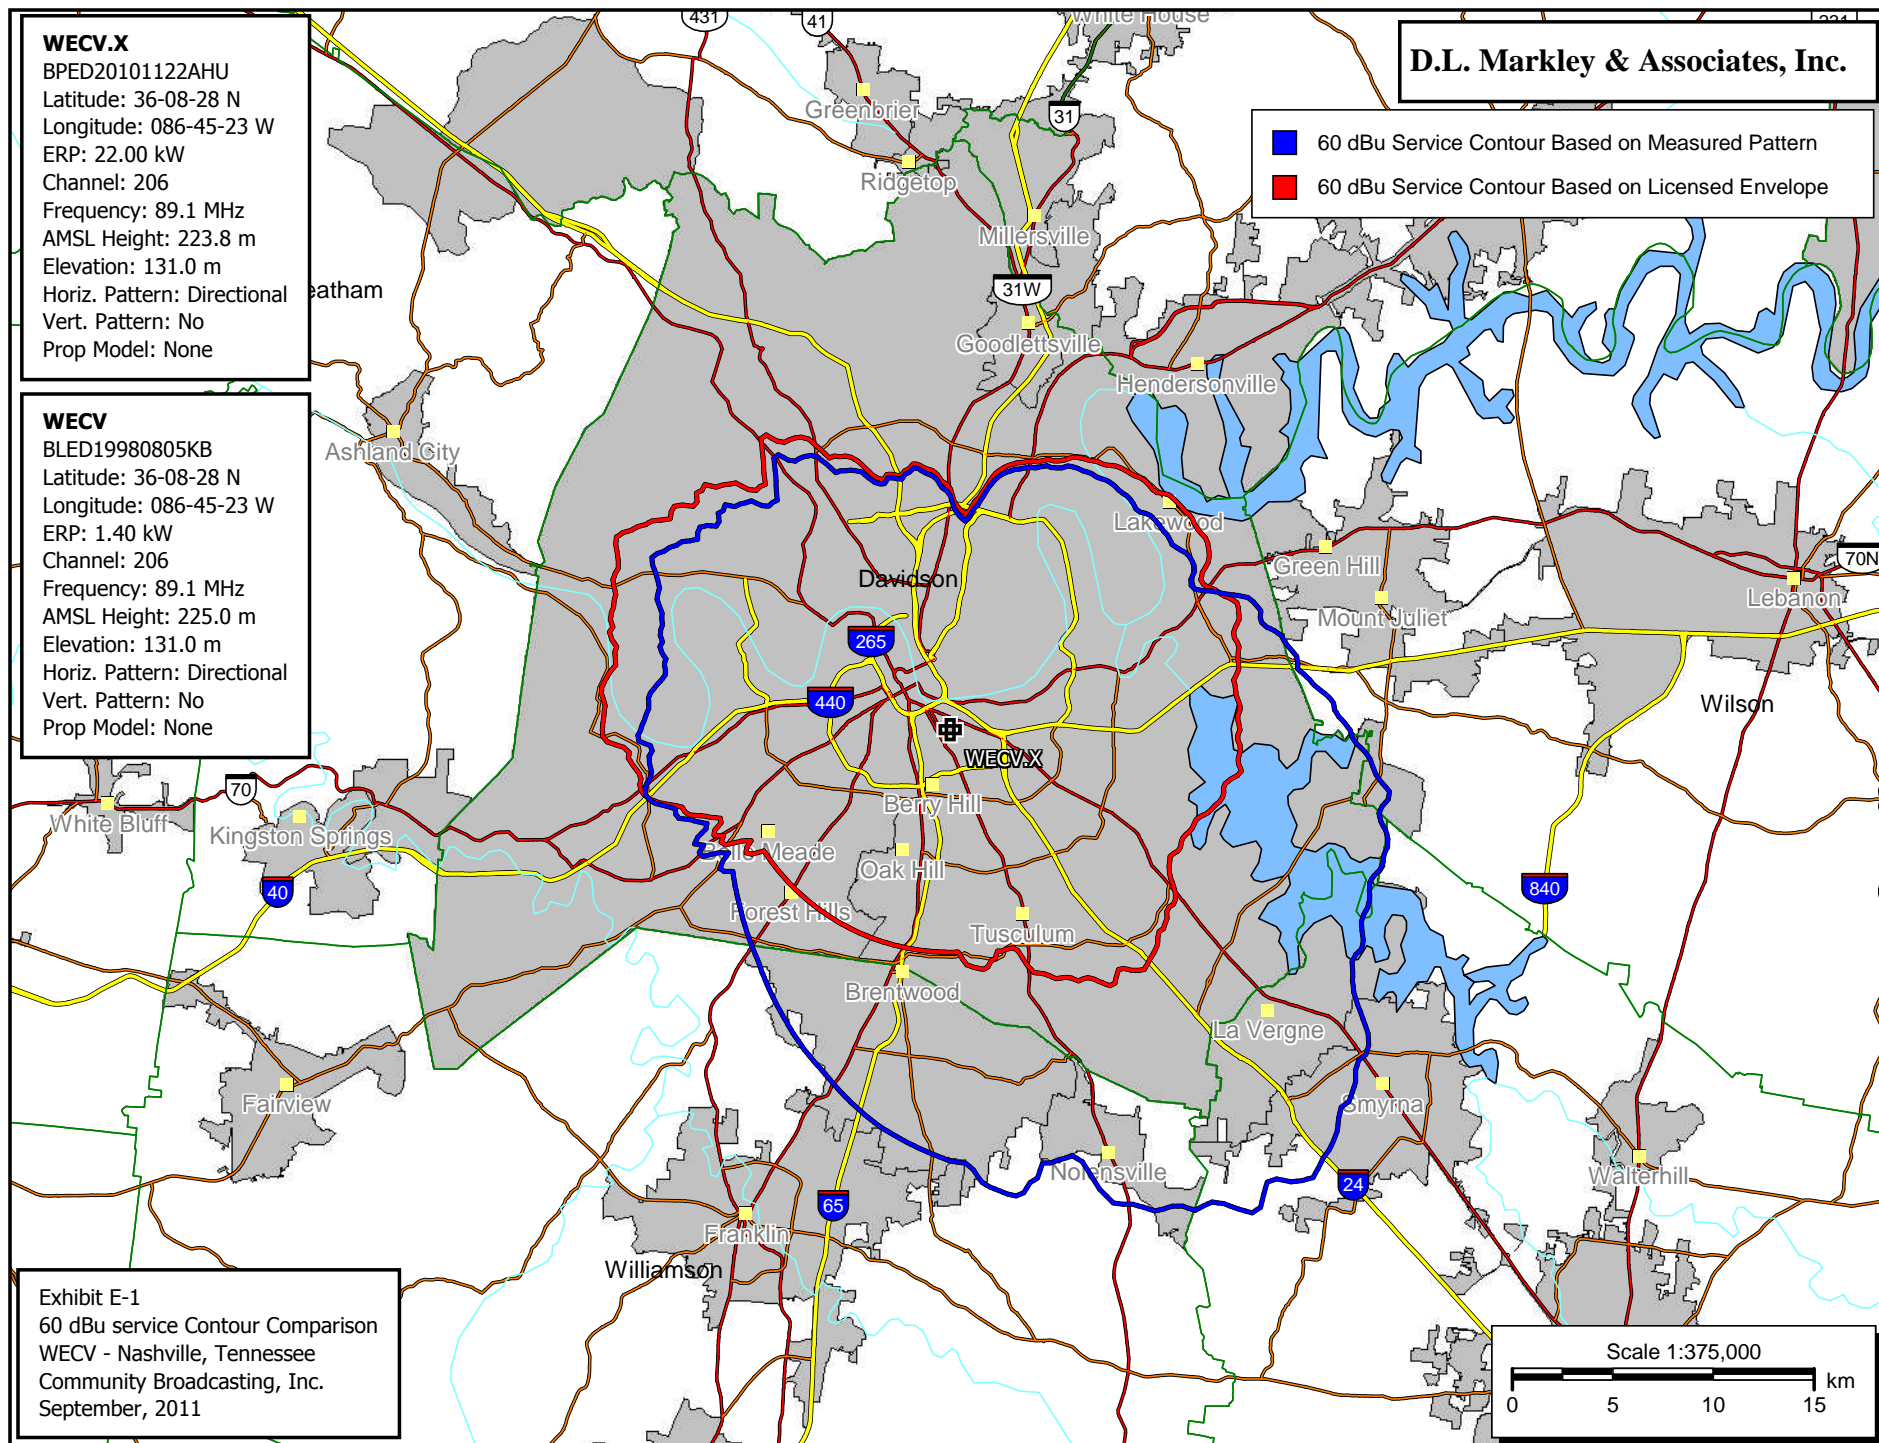 WECV.X
BPED20101122AHU
Latitude: 36-08-28 N
Longitude: 086-45-23 W
ERP: 22.00 kW
Channel: 206
Frequency: 89.1 MHz
AMSL Height: 223.8 m
Elevation: 131.0 m
Horiz. Pattern: Directional
Vert. Pattern: No
Prop Model: None
WECV
BLED19980805KB
Latitude: 36-08-28 N
Longitude: 086-45-23 W
ERP: 1.40 kW
Channel: 206
Frequency: 89.1 MHz
AMSL Height: 225.0 m
Elevation: 131.0 m
Horiz. Pattern: Directional
Vert. Pattern: No
Prop Model: None
D.L. Markley & Associates, Inc.
60 dBu Service Contour Based on Measured Pattern
60 dBu Service Contour Based on Licensed Envelope
431
41
White House
Greenbrier
31
Ridgetop
Millersville
eatham
31W
Goodlettsville
Hendersonville
Ashland City
Lakewood
Green Hill
70N
Davidson
Lebanon
Mount Juliet
265
440
Wilson
WECV.X
70
Berry Hill
White Bluff
Kingston Springs
Belle Meade
Oak Hill
40
840
Forest Hills
Tusculum
Brentwood
La Vergne
Fairview
Smyrna
Nolensville
Walterhill
24
65
Franklin
Williamson
Exhibit E-1
60 dBu service Contour Comparison
WECV - Nashville, Tennessee
Community Broadcasting, Inc.
September, 2011
Scale 1:375,000
km
0 5 10 15